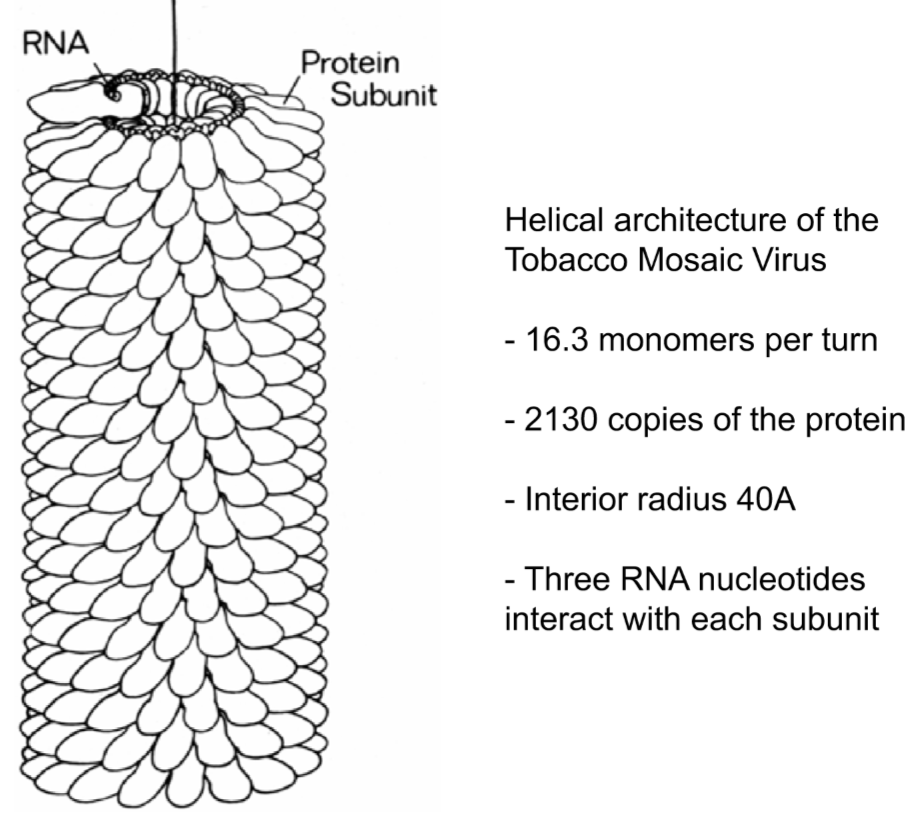 RNA
Protein
Subunit
Helical architecture of the
Tobacco Mosaic Virus
- 16.3 monomers per turn
- 2130 copies of the protein
- Interior radius 40A
- Three RNA nucleotides
interact with each subunit